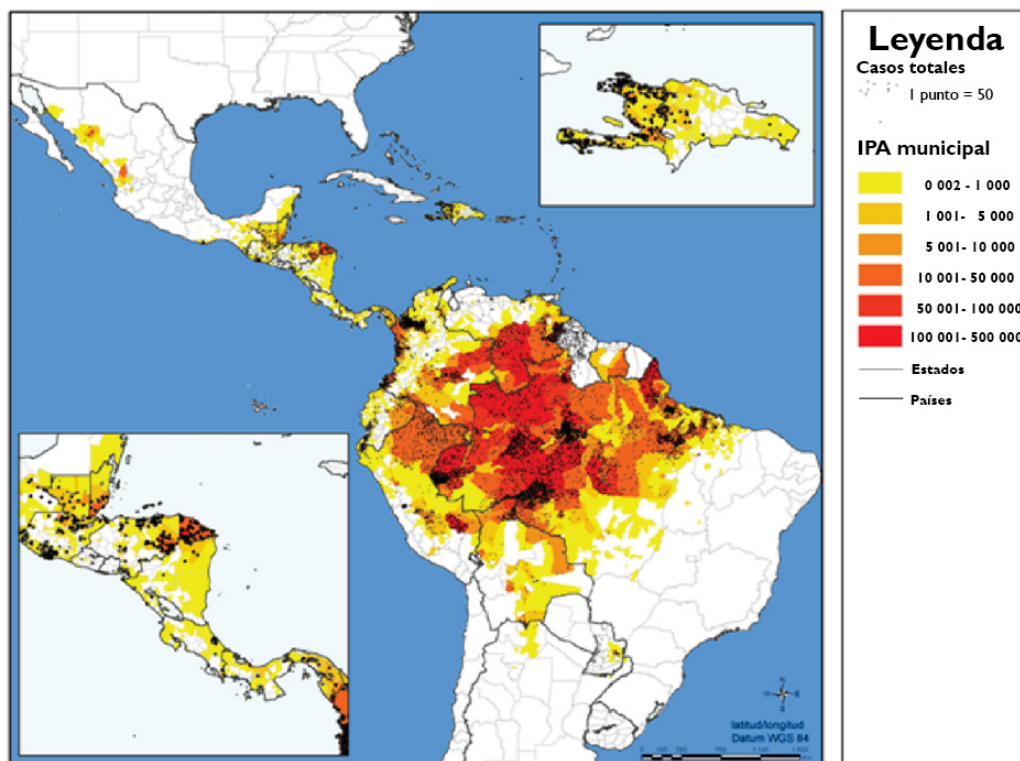 Leyenda
Casos totales
1 punto = 50
IPA municipal
0 002 - 1 000
1 001- 5 000
5 001- 10 000
10 001- 50 000
50 001- 100 000
100 001- 500 000
Estados
Países
N
W
E
S
latitud/longitud
Datum WGS 84